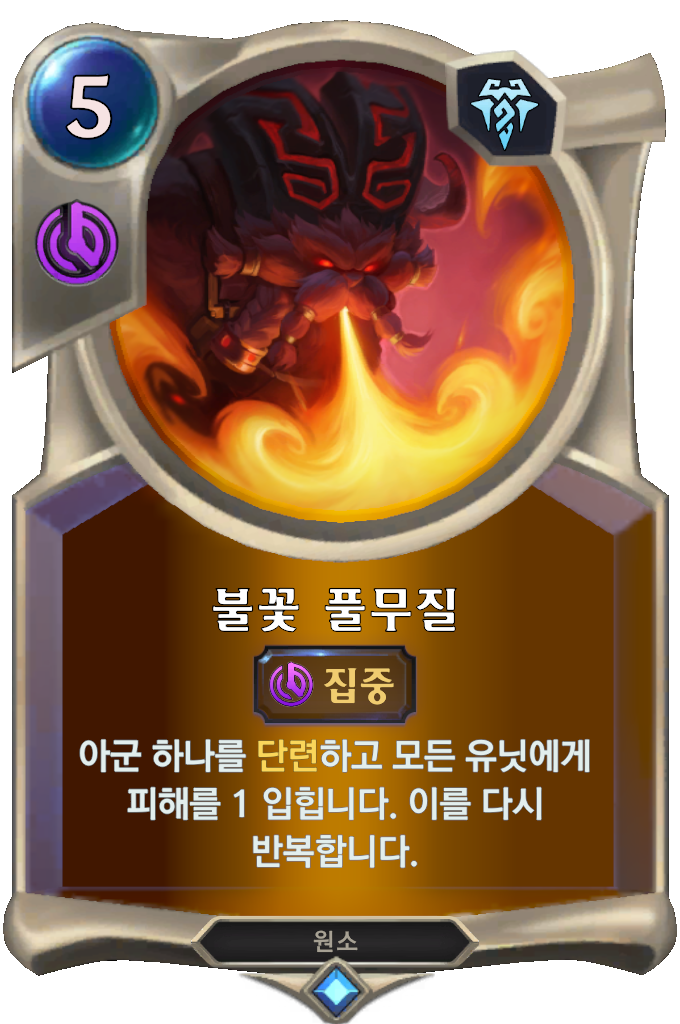 5
불꽃 풀무질
집중
아군 하나를 단련하고 모든 유닛에게
피해를 1 입힙니다. 이를 다시
반복합니다.
원소